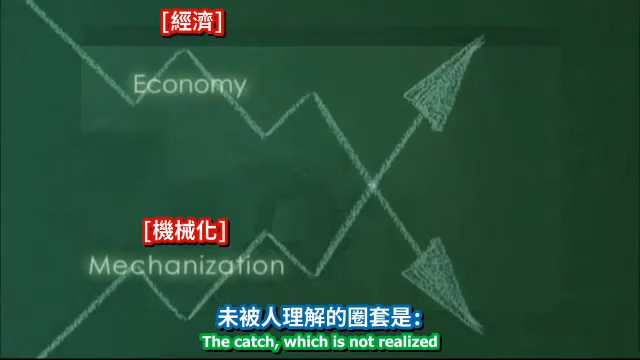 [經濟]
Economy
[機械化]
Mechanization
未被人理解的圈套是：
The catch, which is not realized